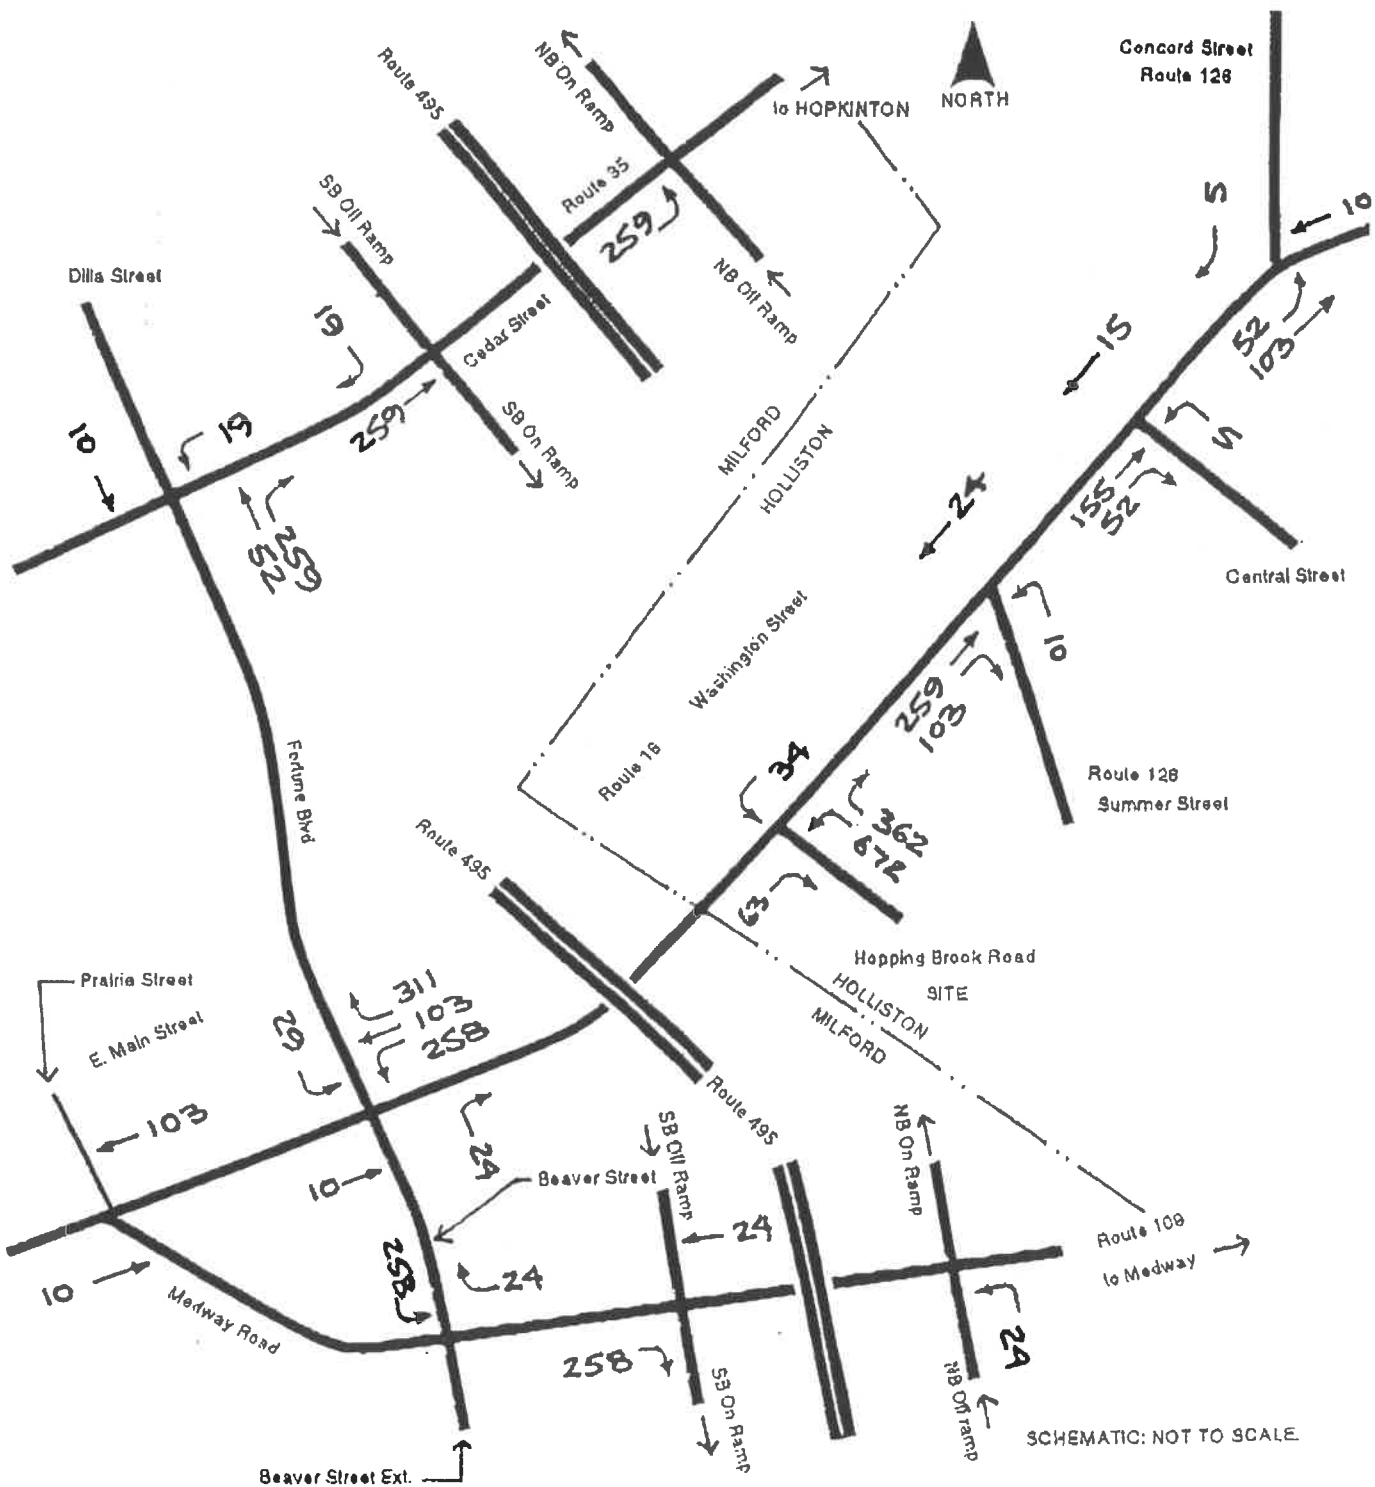 Concord Street
Route 126
NORTH
to HOPKINTON
NB On Ramp
Route 495
Route 35
259
SB Off Ramp
NB Off Ramp
Dilla Street
19
Cedar Street
259
SB On Ramp
10
19
259
52
5
10
15
52
103
5
155
52
Central Street
24
10
259
103
Route 126
Summer Street
MILFORD
HOLLISTON
Washington Street
Route 16
34
362
672
63
Hopping Brook Road
SITE
HOLLISTON
MILFORD
Fortune Blvd
Route 495
Prairie Street
E. Main Street
29
311
103
258
103
24
10
Beaver Street
Route 495
SB Off Ramp
NB On Ramp
24
Route 109
to Medway
10
Medway Road
258
24
258
SB On Ramp
24
NB Off ramp
SCHEMATIC: NOT TO SCALE
Beaver Street Ext.